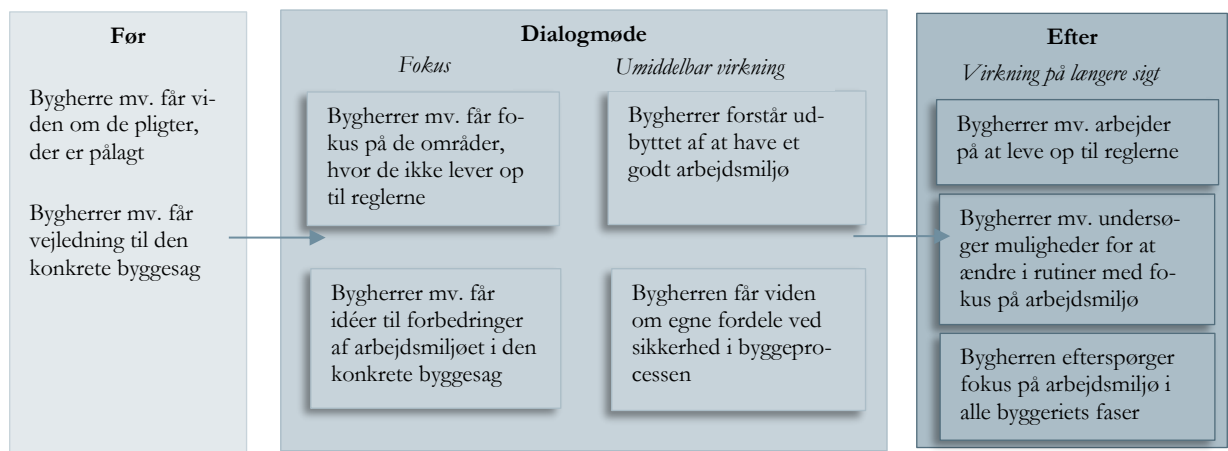 Før
Bygherre mv. får vi-
den om de pligter,
der er pålagt
Bygherrer mv. får
vejledning til den
konkrete byggesag
Dialogmøde
Fokus
Bygherrer mv. får fo-
kus på de områder,
hvor de ikke lever op
til reglerne
Bygherrer mv. får
idéer til forbedringer
af arbejdsmiljøet i den
konkrete byggesag
Umiddelbar virkning
Bygherrer forstår ud-
byttet af at have et
godt arbejdsmiljø
Bygherren får viden
om egne fordele ved
sikkerhed i byggepro-
cessen
Efter
Virkning på længere sigt
Bygherrer mv. arbejder
på at leve op til reglerne
Bygherrer mv. undersø-
ger muligheder for at
ændre i rutiner med fo-
kus på arbejdsmiljø
Bygherren efterspørger
fokus på arbejdsmiljø i
alle byggeriets faser